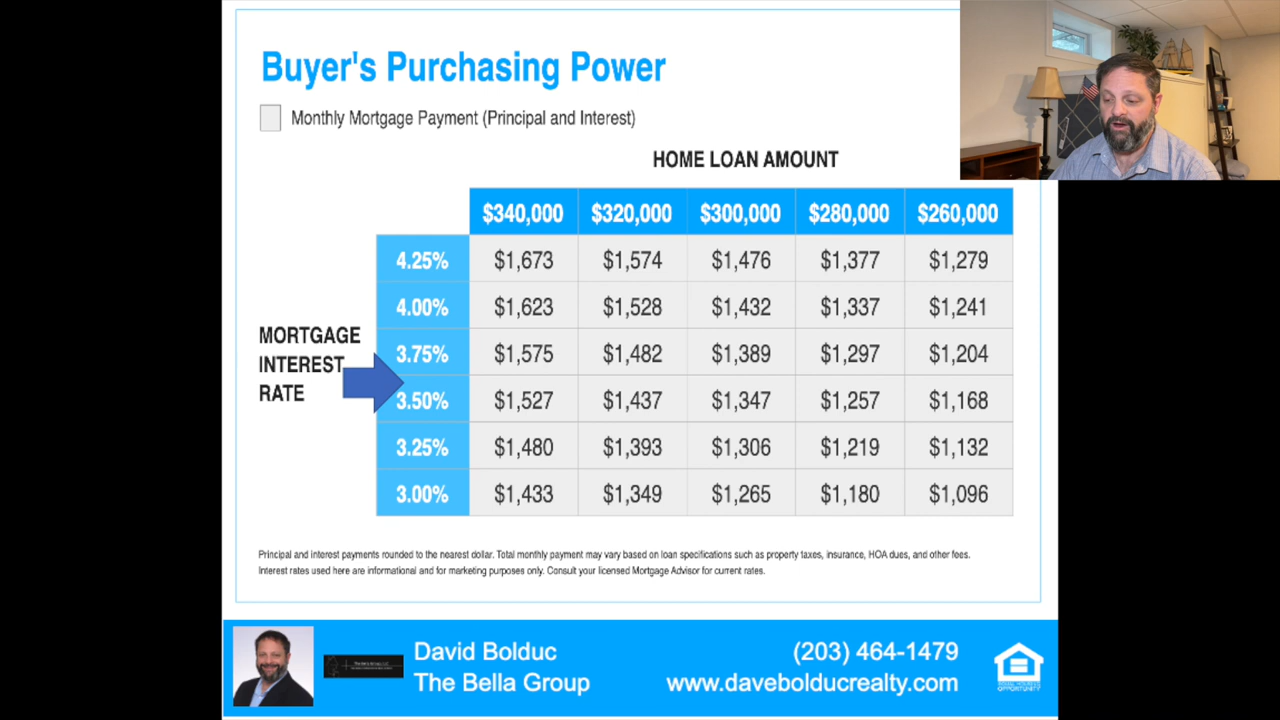 Buyer's Purchasing Power
Monthly Mortgage Payment (Principal and Interest)
HOME LOAN AMOUNT
$340,000 $320,000 $300,000 $280,000 $260,000
4.25% $1,673 $1,574 $1,476 $1,377 $1,279
4.00% $1,623 $1,528 $1,432 $1,337 $1,241
MORTGAGE
INTEREST
RATE
3.75% $1,575 $1,482 $1,389 $1,297 $1,204
3.50% $1,527 $1,437 $1,347 $1,257 $1,168
3.25% $1,480 $1,393 $1,306 $1,219 $1,132
3.00% $1,433 $1,349 $1,265 $1,180 $1,096
Principal and interest payments rounded to the nearest dollar. Total monthly payment may vary based on loan specifications such as property taxes, insurance, HOA dues, and other fees.
Interest rates used here are informational and for marketing purposes only. Consult your licensed Mortgage Advisor for current rates.
The Bella Group, LLC
David Bolduc
The Bella Group
(203) 464-1479
www.davebolducrealty.com
EQUAL HOUSING
OPPORTUNITY